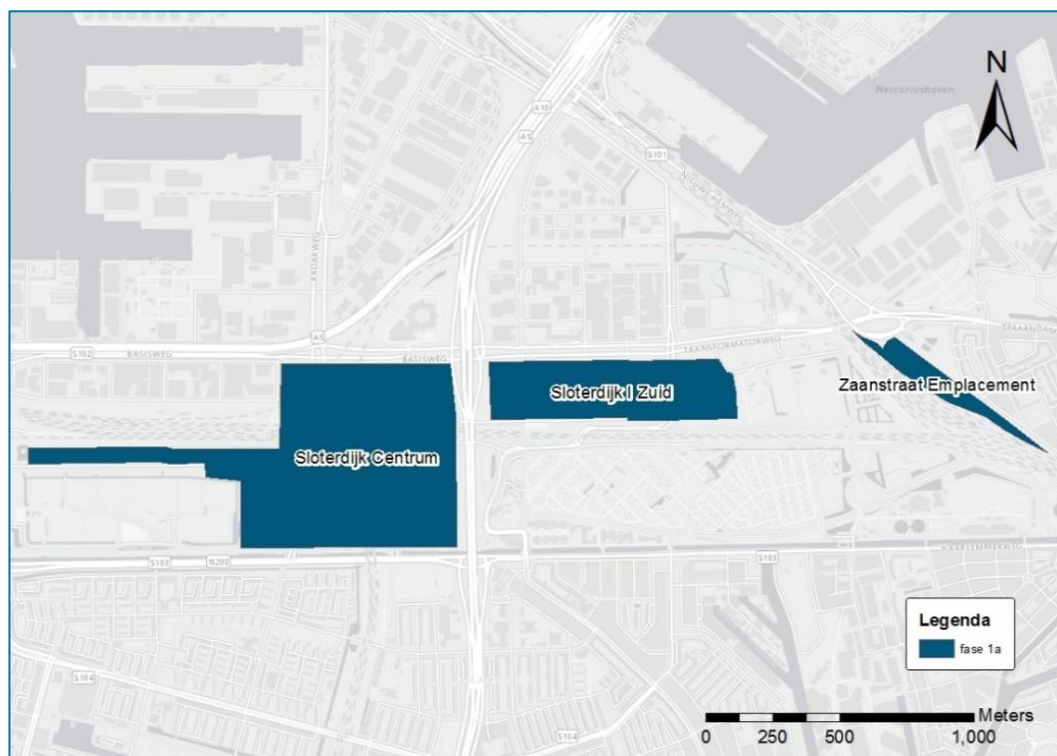 N
Mercuriushaven
A10
A5
S101
RADARWEG
A5
S102
BASISWEG
BASISWEG
TRANSFORMATORWEG
Zaanstraat Emplacement
Sloterdijk I Zuid
Sloterdijk Centrum
S103
N200
S103
HAARLEMMERWEG
Legenda
fase 1a
S104
S104
Meters
0 250 500 1,000